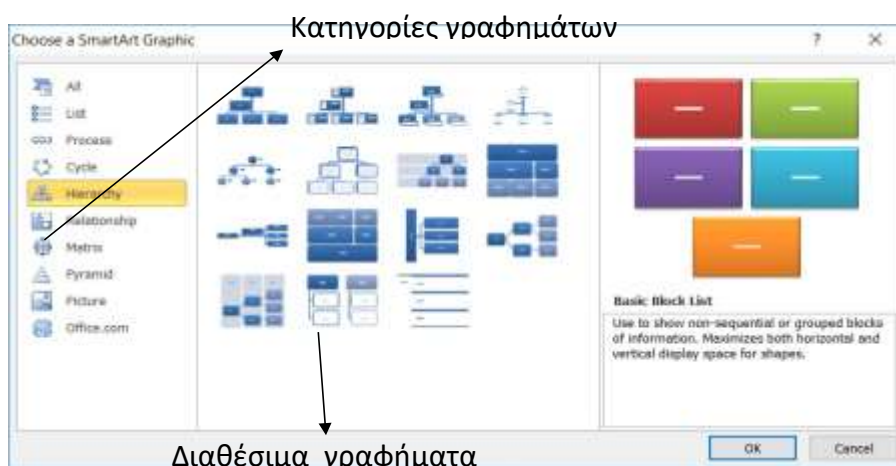 Κατηγορίες γραφημάτων
Choose a SmartArt Graphic
All
List
Process
Cycle
Hierarchy
Relationship
Matrix
Pyramid
Picture
Office.com
Basic Block List
Use to show non-sequential or grouped blocks
of information. Maximizes both horizontal and
vertical display space for shapes.
OK
Cancel
Διαθέσιμα γραφήματα